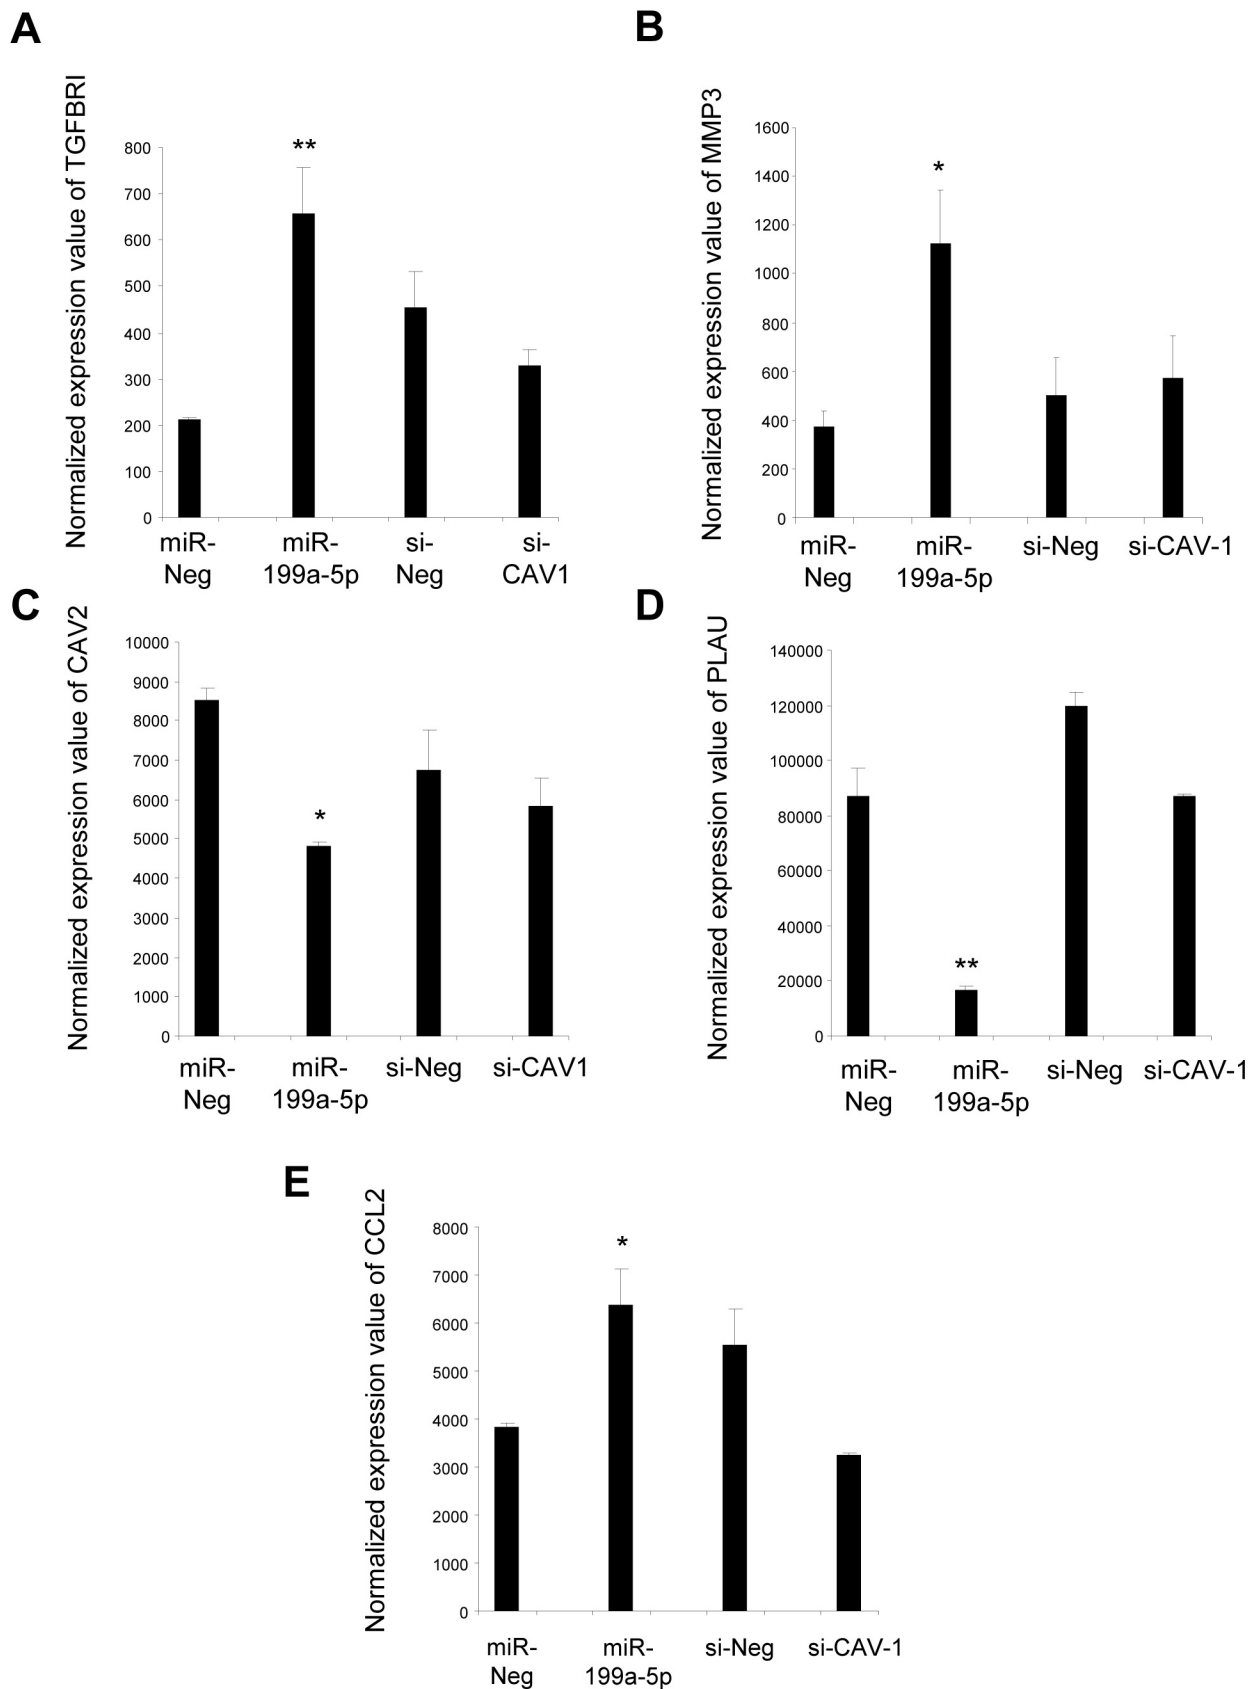 A
Normalized expression value of TGFBRI
800
700
600
500
400
300
200
100
0
**
miR-
Neg
miR-
199a-5p
si-
Neg
si-
CAV1
B
Normalized expression value of MMP3
1600
1400
1200
1000
800
600
400
200
0
*
miR-
Neg
miR-
199a-5p
si-Neg
si-CAV-1
C
Normalized expression value of CAV2
10000
9000
8000
7000
6000
5000
4000
3000
2000
1000
0
*
miR-
Neg
miR-
199a-5p
si-Neg
si-CAV1
D
Normalized expression value of PLAU
140000
120000
100000
80000
60000
40000
20000
0
**
miR-
Neg
miR-
199a-5p
si-Neg
si-CAV-1
E
Normalized expression value of CCL2
8000
7000
6000
5000
4000
3000
2000
1000
0
*
miR-
Neg
miR-
199a-5p
si-Neg
si-CAV-1